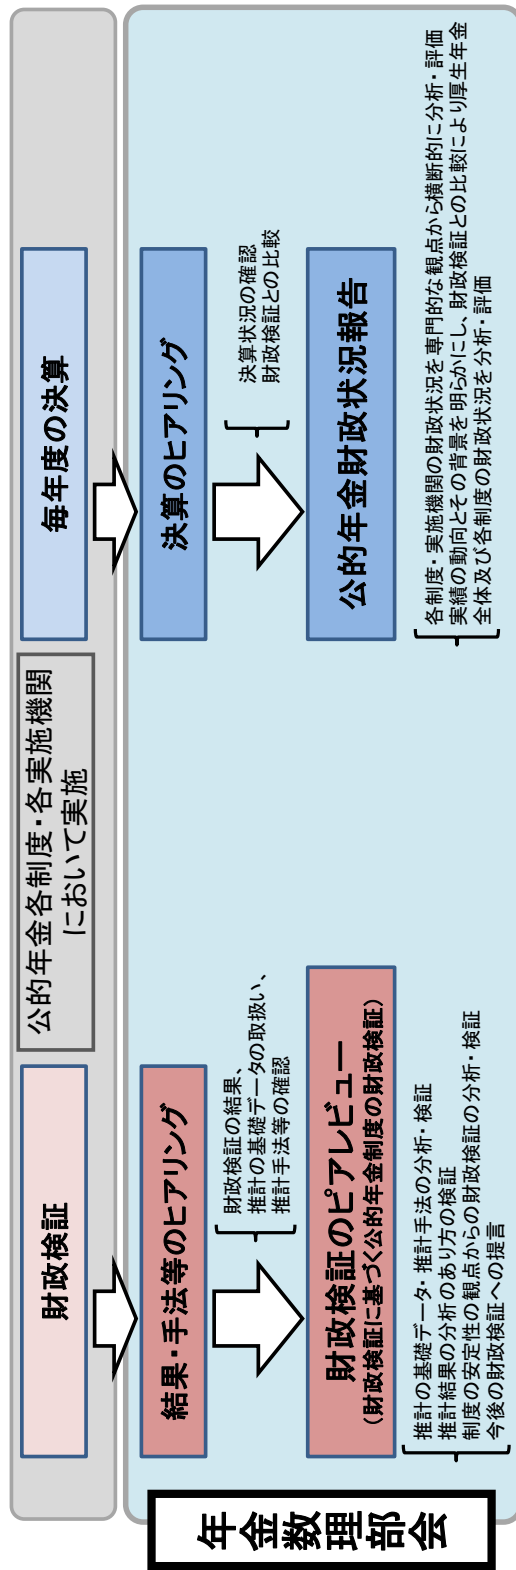 公的年金各制度・各実施機関
において実施
財政検証
毎年度の決算
年金数理部会
結果・手法等のヒアリング
財政検証の結果、
推計の基礎データの取扱い、
推計手法等の確認
財政検証のピアレビュー
(財政検証に基づく公的年金制度の財政検証)
推計の基礎データ・推計手法の分析・検証
推計結果の分析のあり方の検証
制度の安定性の観点からの財政検証の分析・検証
今後の財政検証への提言
決算のヒアリング
決算状況の確認
財政検証との比較
公的年金財政状況報告
各制度・実施機関の財政状況を専門的な観点から横断的に分析・評価
実績の動向とその背景を明らかにし、財政検証との比較により厚生年金
全体及び各制度の財政状況を分析・評価